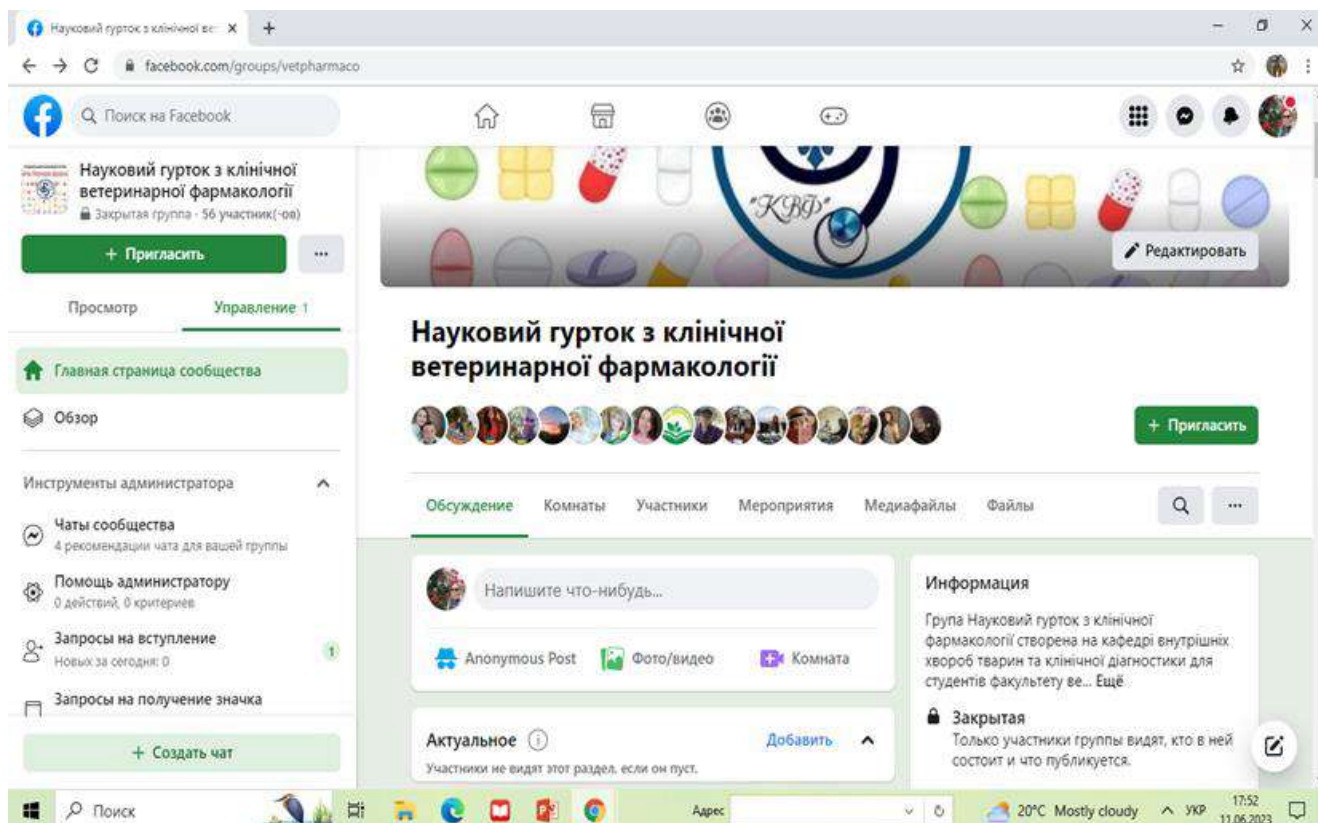 Науковий гурток з клінічної ве
facebook.com/groups/vetpharmaco
Поиск на Facebook
Науковий гурток з клінічної
ветеринарної фармакології
Закрытая группа · 56 участник(-ов)
+ Пригласить
Просмотр
Управление 1
Главная страница сообщества
Обзор
Инструменты администратора
Чаты сообщества
4 рекомендации чата для вашей группы
Помощь администратору
0 действий, 0 критериев
Запросы на вступление
Новых за сегодня: 0
1
Запросы на получение значка
+ Создать чат
"КВФ"
Редактировать
Науковий гурток з клінічної
ветеринарної фармакології
+ Пригласить
Обсуждение Комнаты Участники Мероприятия Медиафайлы Файлы
Напишите что-нибудь...
Anonymous Post Фото/видео Комната
Актуальное
Добавить
Участники не видят этот раздел, если он пуст.
Информация
Група Науковий гурток з клінічної
фармакології створена на кафедрі внутрішніх
хвороб тварин та клінічної діагностики для
студентів факультету ве... Ещё
Закрытая
Только участники группы видят, кто в ней
состоит и что публикуется.
Поиск
Адрес
20°C Mostly cloudy
УКР
17:52
11.06.2023